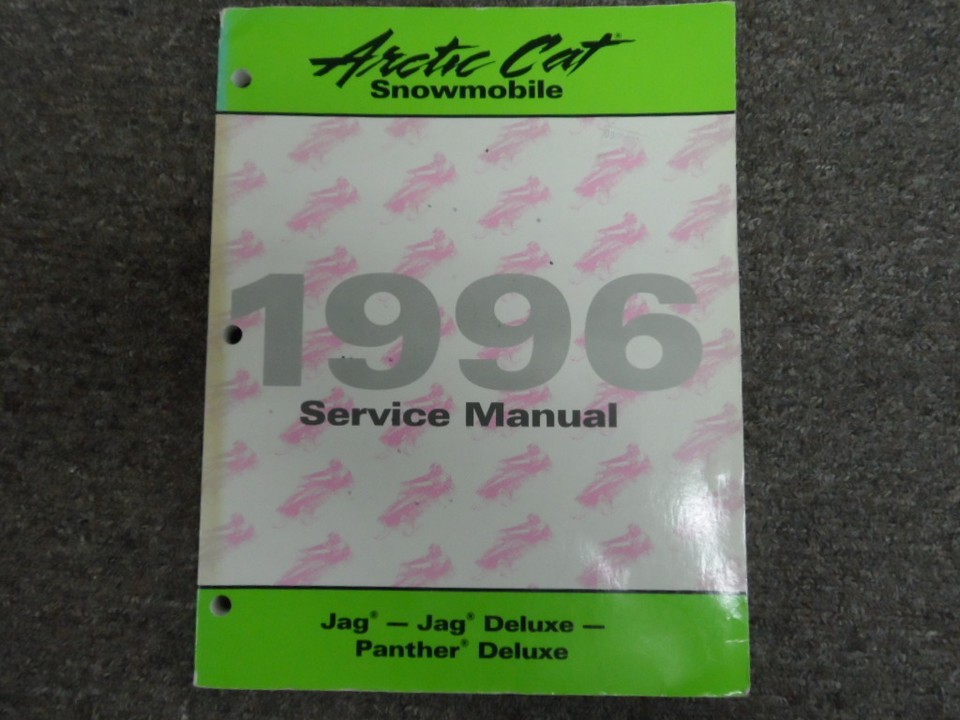 Arctic Cat®
Snowmobile
1996
Service Manual
Jag® — Jag® Deluxe —
Panther® Deluxe